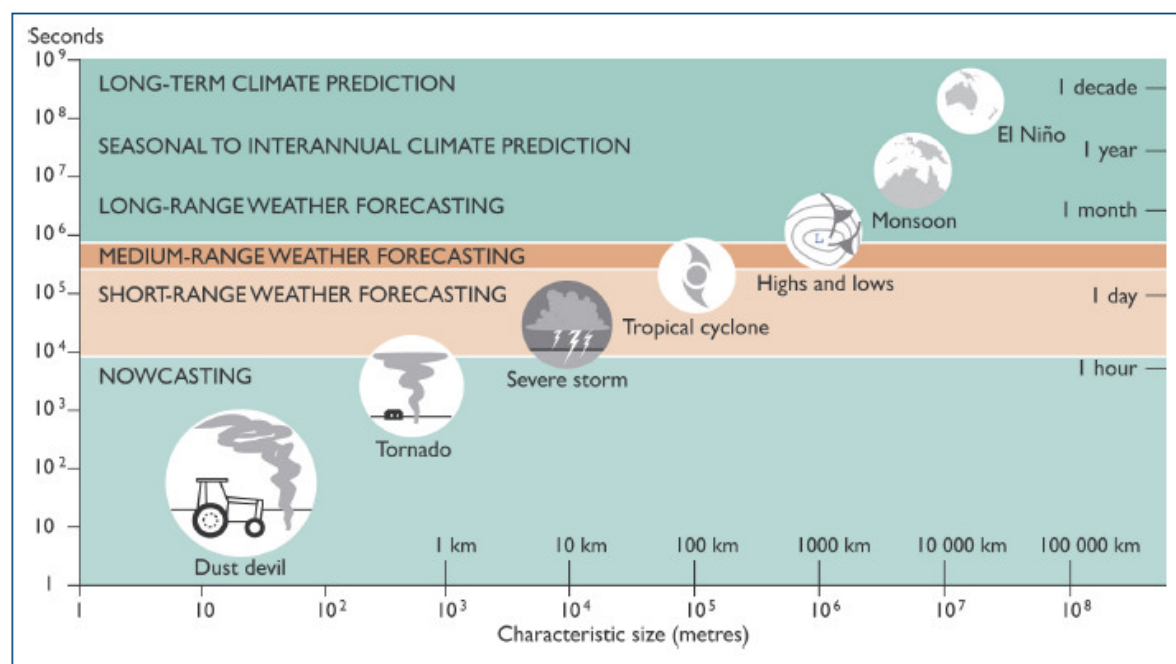 Seconds
10⁹
LONG-TERM CLIMATE PREDICTION
1 decade
10⁸
El Niño
SEASONAL TO INTERANNUAL CLIMATE PREDICTION
1 year
10⁷
LONG-RANGE WEATHER FORECASTING
1 month
Monsoon
10⁶
L
MEDIUM-RANGE WEATHER FORECASTING
Highs and lows
10⁵
SHORT-RANGE WEATHER FORECASTING
1 day
Tropical cyclone
10⁴
1 hour
NOWCASTING
Severe storm
10³
Tornado
10²
10
1 km 10 km 100 km 1000 km 10 000 km 100 000 km
Dust devil
1
1 10 10² 10³ 10⁴ 10⁵ 10⁶ 10⁷ 10⁸
Characteristic size (metres)